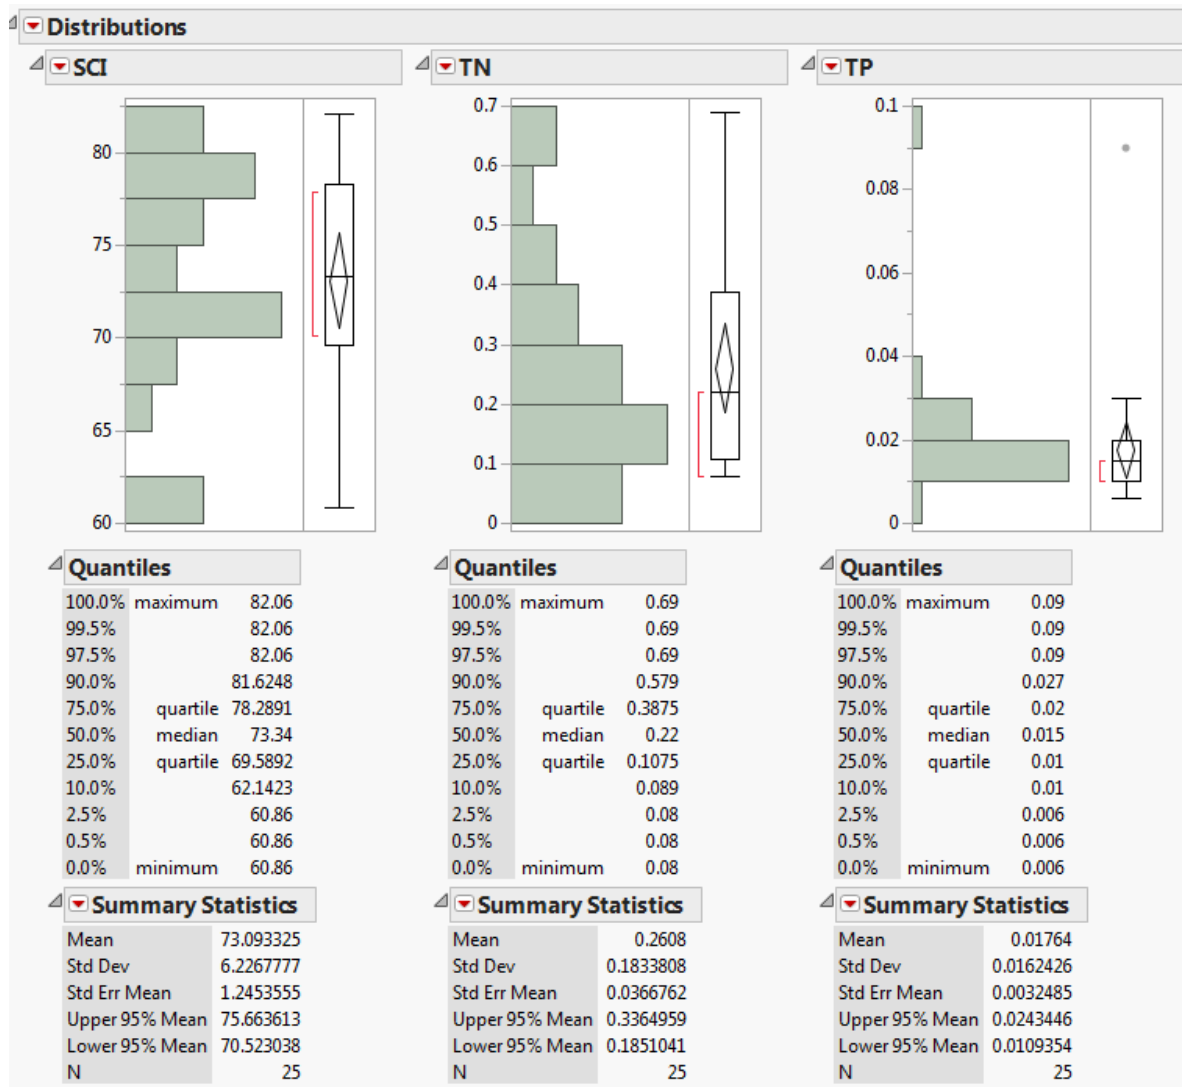 Distributions
SCI
80
75
70
65
60
Quantiles
100.0% maximum 82.06
99.5% 82.06
97.5% 82.06
90.0% 81.6248
75.0% quartile 78.2891
50.0% median 73.34
25.0% quartile 69.5892
10.0% 62.1423
2.5% 60.86
0.5% 60.86
0.0% minimum 60.86
Summary Statistics
Mean 73.093325
Std Dev 6.2267777
Std Err Mean 1.2453555
Upper 95% Mean 75.663613
Lower 95% Mean 70.523038
N 25
TN
0.7
0.6
0.5
0.4
0.3
0.2
0.1
0
Quantiles
100.0% maximum 0.69
99.5% 0.69
97.5% 0.69
90.0% 0.579
75.0% quartile 0.3875
50.0% median 0.22
25.0% quartile 0.1075
10.0% 0.089
2.5% 0.08
0.5% 0.08
0.0% minimum 0.08
Summary Statistics
Mean 0.2608
Std Dev 0.1833808
Std Err Mean 0.0366762
Upper 95% Mean 0.3364959
Lower 95% Mean 0.1851041
N 25
TP
0.1
0.08
0.06
0.04
0.02
0
Quantiles
100.0% maximum 0.09
99.5% 0.09
97.5% 0.09
90.0% 0.027
75.0% quartile 0.02
50.0% median 0.015
25.0% quartile 0.01
10.0% 0.01
2.5% 0.006
0.5% 0.006
0.0% minimum 0.006
Summary Statistics
Mean 0.01764
Std Dev 0.0162426
Std Err Mean 0.0032485
Upper 95% Mean 0.0243446
Lower 95% Mean 0.0109354
N 25